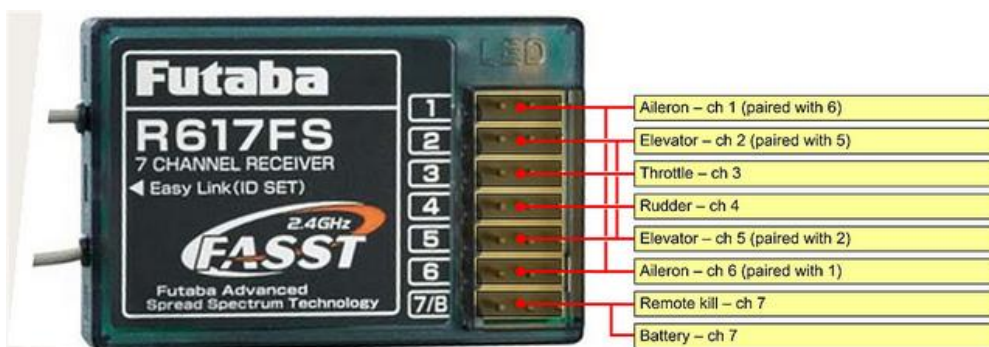 LED
Futaba
R617FS
7 CHANNEL RECEIVER
◄ Easy Link(ID SET)
2.4GHz
FASST
Futaba Advanced
Spread Spectrum Technology
1
2
3
4
5
6
7/B
Aileron – ch 1 (paired with 6)
Elevator – ch 2 (paired with 5)
Throttle – ch 3
Rudder – ch 4
Elevator – ch 5 (paired with 2)
Aileron – ch 6 (paired with 1)
Remote kill – ch 7
Battery – ch 7